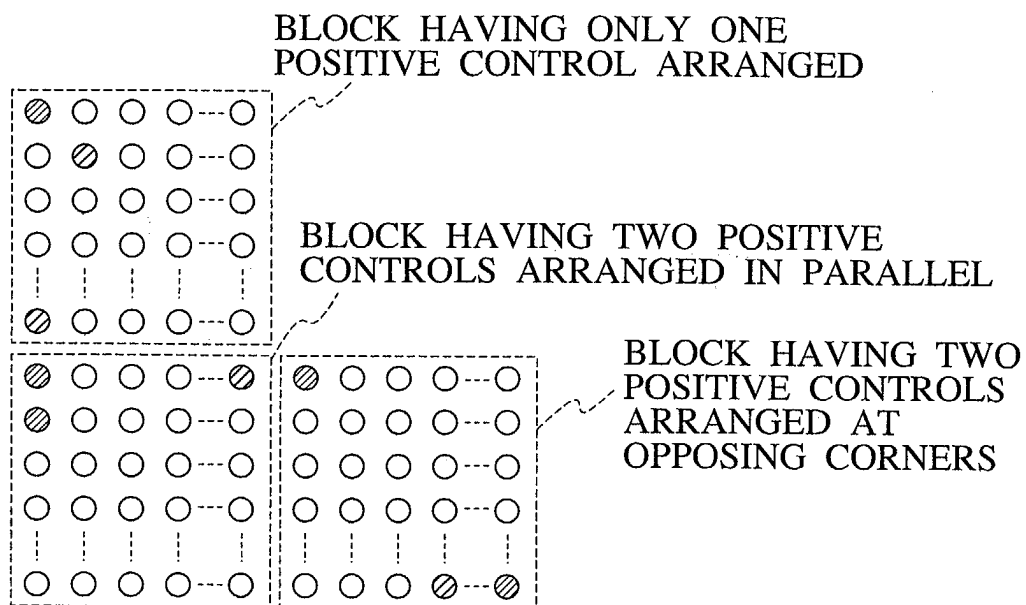 BLOCK HAVING ONLY ONE
POSITIVE CONTROL ARRANGED
BLOCK HAVING TWO POSITIVE
CONTROLS ARRANGED IN PARALLEL
BLOCK HAVING TWO
POSITIVE CONTROLS
ARRANGED AT
OPPOSING CORNERS